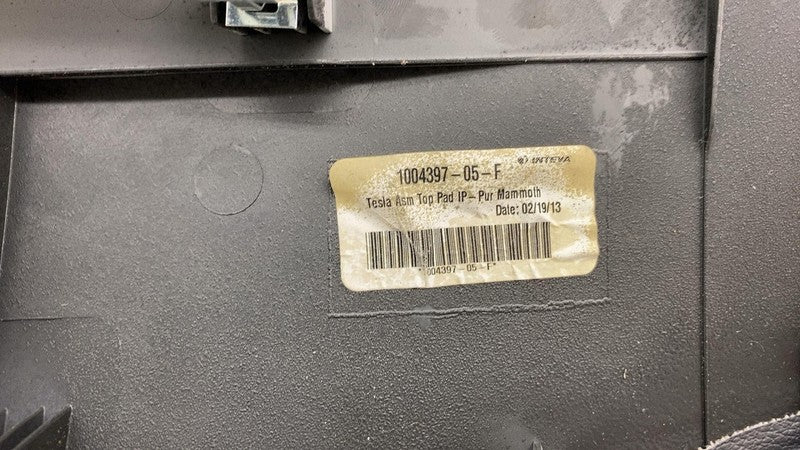 INTEVA
1004397-05-F
Tesla Asm Top Pad IP-Pur Mammoth
Date: 02/19/13
*1004397-05-F*